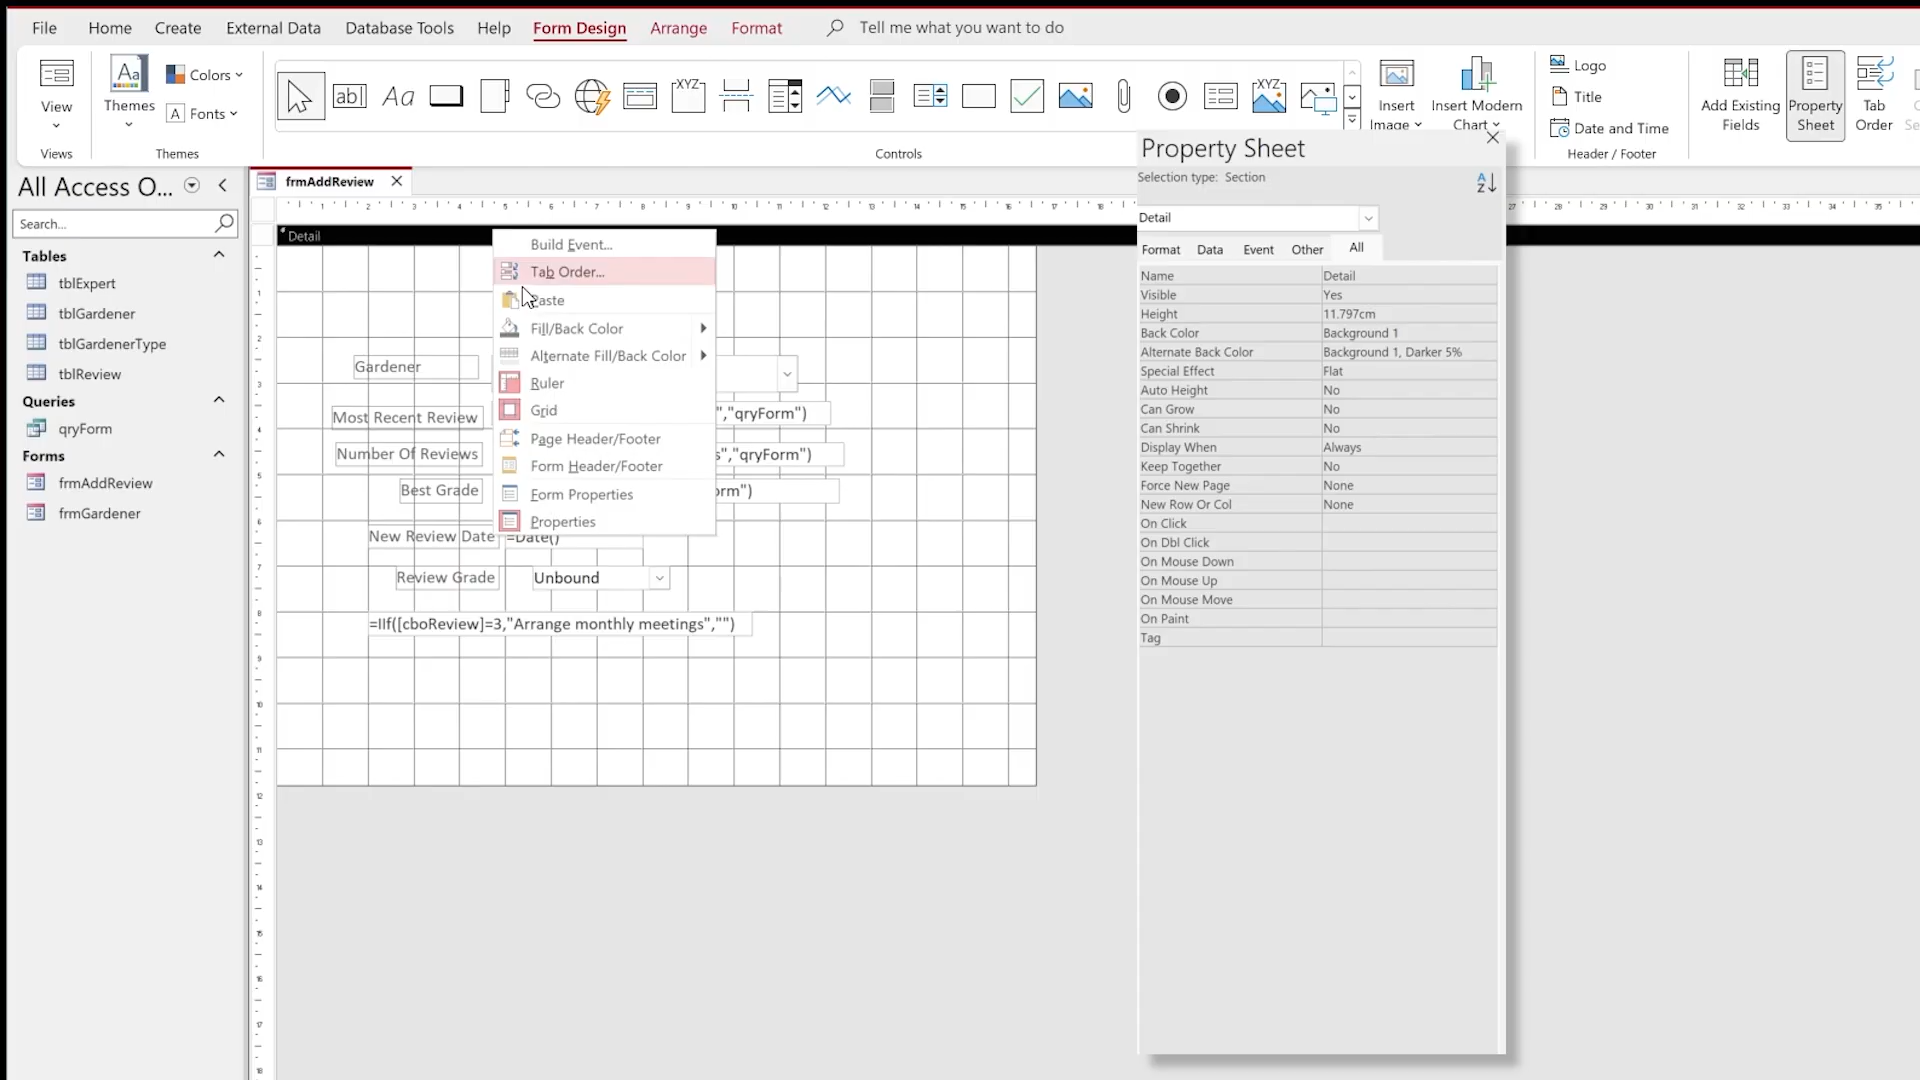 File Home Create External Data Database Tools Help Form Design Arrange Format Tell me what you want to do
View
Views
Aa
Themes
Colors
Fonts
Themes
ab|
Aa
XYZ
XYZ
Controls
Insert
Image
Insert Modern
Chart
Logo
Title
Date and Time
Header / Footer
Add Existing
Fields
Property
Sheet
Tab
Order
All Access O...
Search...
Tables
tblExpert
tblGardener
tblGardenerType
tblReview
Queries
qryForm
Forms
frmAddReview
frmGardener
frmAddReview
Detail
Gardener
Most Recent Review
","qryForm")
Number Of Reviews
s","qryForm")
Best Grade
orm")
New Review Date
=Date()
Review Grade
Unbound
=IIf([cboReview]=3,"Arrange monthly meetings","")
Build Event...
Tab Order...
Paste
Fill/Back Color
Alternate Fill/Back Color
Ruler
Grid
Page Header/Footer
Form Header/Footer
Form Properties
Properties
Property Sheet
Selection type: Section
Detail
Format Data Event Other All
Name Detail
Visible Yes
Height 11.797cm
Back Color Background 1
Alternate Back Color Background 1, Darker 5%
Special Effect Flat
Auto Height No
Can Grow No
Can Shrink No
Display When Always
Keep Together No
Force New Page None
New Row Or Col None
On Click
On Dbl Click
On Mouse Down
On Mouse Up
On Mouse Move
On Paint
Tag